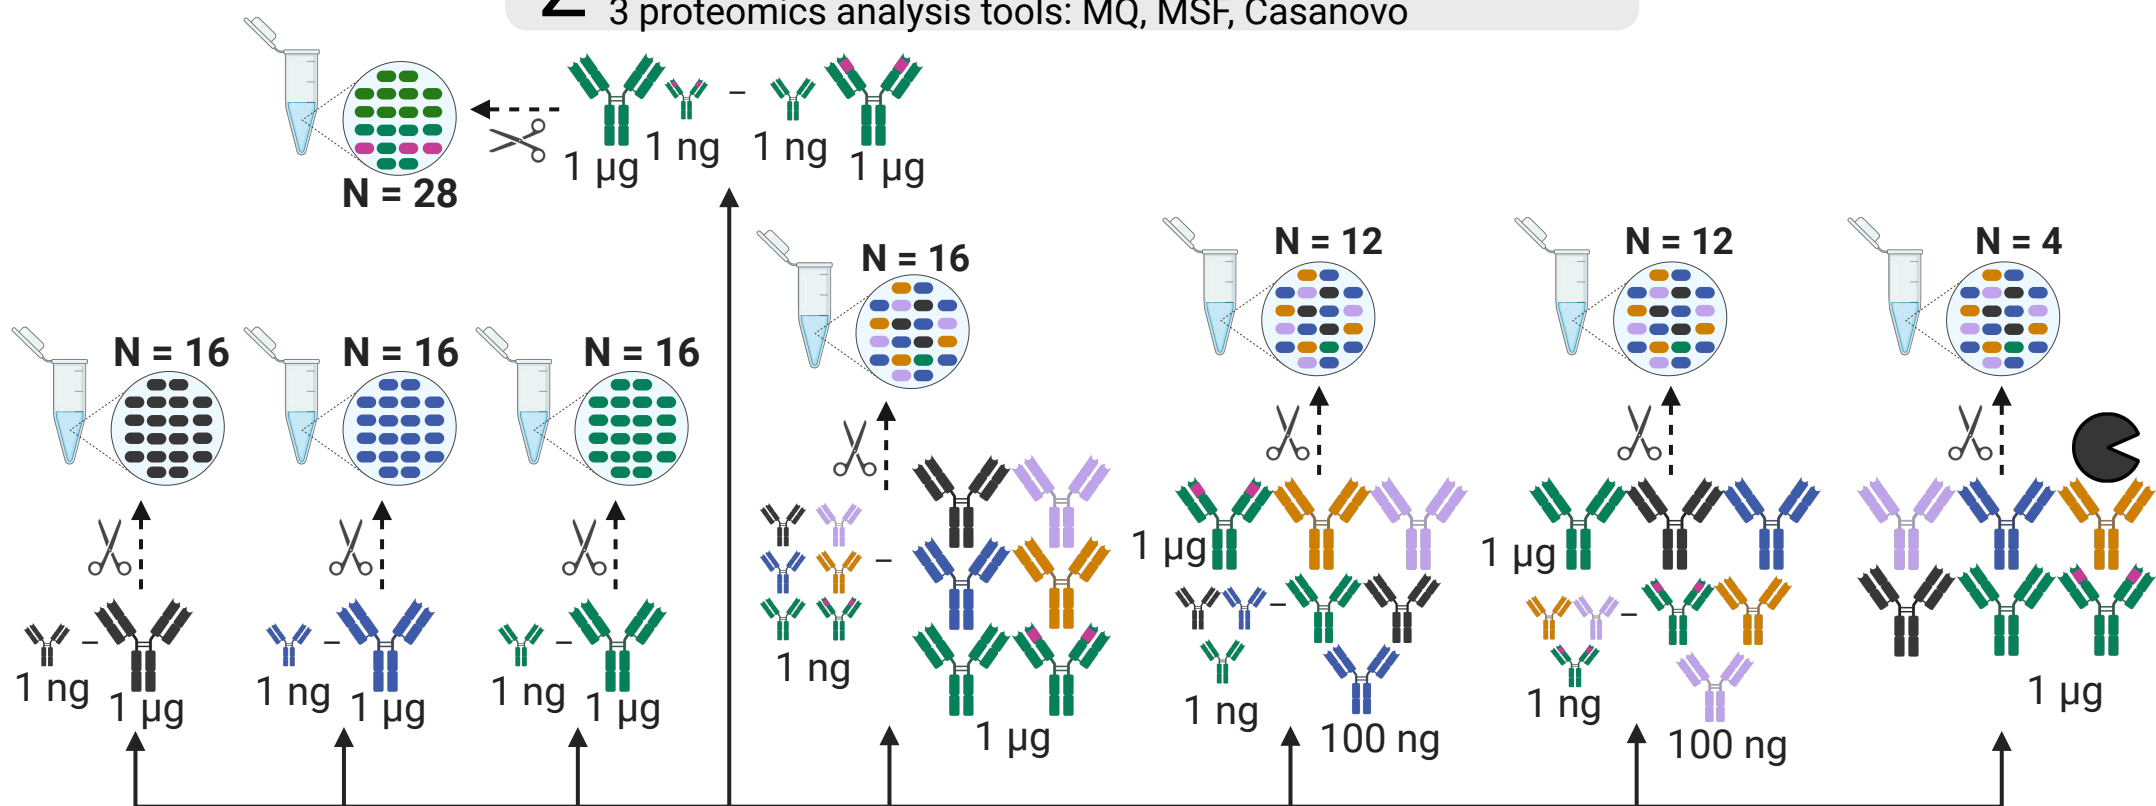 3 proteomics analysis tools: MQ, MSF, Casanovo
1 µg 1 ng – 1 ng 1 µg
N = 28
N = 16
N = 16
N = 16
N = 16
N = 12
N = 12
N = 4
1 ng – 1 µg
1 ng – 1 µg
1 ng – 1 µg
–
1 ng
1 µg
1 µg
–
1 ng
100 ng
1 µg
–
1 ng
100 ng
1 µg